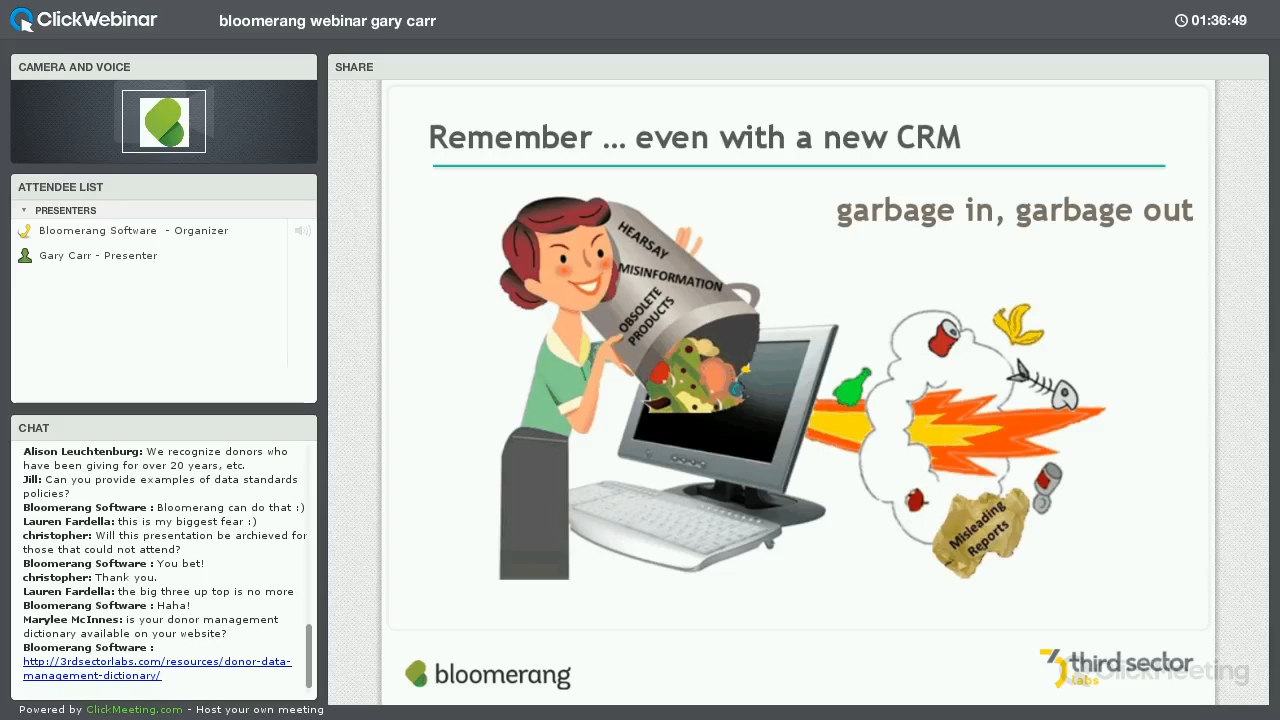 ClickWebinar
bloomerang webinar gary carr
01:36:49
CAMERA AND VOICE
ATTENDEE LIST
PRESENTERS
Bloomerang Software - Organizer
Gary Carr - Presenter
CHAT
Alison Leuchtenburg: We recognize donors who
have been giving for over 20 years, etc.
Jill: Can you provide examples of data standards
policies?
Bloomerang Software : Bloomerang can do that :)
Lauren Fardella: this is my biggest fear :)
christopher: Will this presentation be archieved for
those that could not attend?
Bloomerang Software : You bet!
christopher: Thank you.
Lauren Fardella: the big three up top is no more
Bloomerang Software : Haha!
Marylee McInnes: is your donor management
dictionary available on your website?
Bloomerang Software :
http://3rdsectorlabs.com/resources/donor-data-
management-dictionary/
Powered by ClickMeeting.com - Host your own meeting
SHARE
Remember ... even with a new CRM
garbage in, garbage out
HEARSAY
MISINFORMATION
OBSOLETE
PRODUCTS
Misleading
Reports
bloomerang
third sector
labs
ClickMeeting